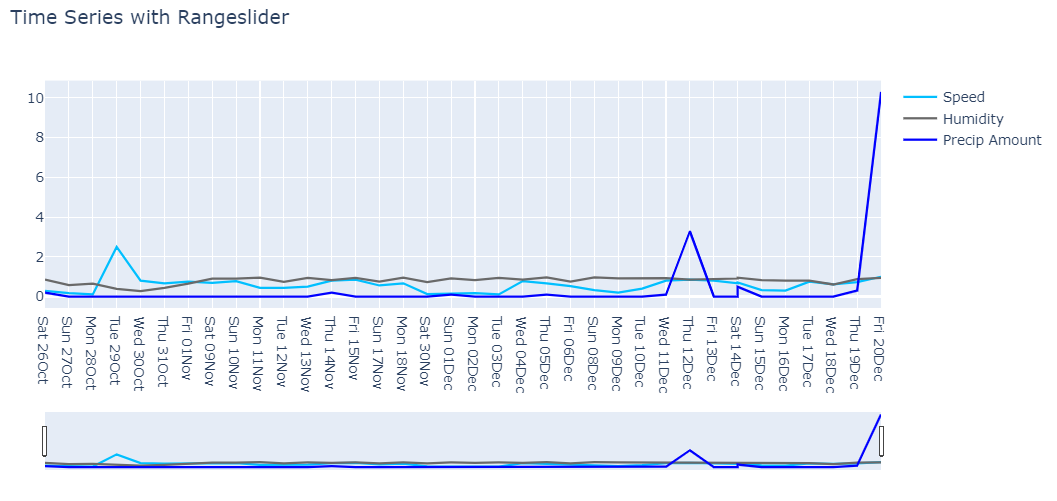 Time Series with Rangeslider
Speed
Humidity
Precip Amount
10
8
6
4
2
0
Sat 26Oct
Sun 27Oct
Mon 28Oct
Tue 29Oct
Wed 30Oct
Thu 31Oct
Fri 01Nov
Sat 09Nov
Sun 10Nov
Mon 11Nov
Tue 12Nov
Wed 13Nov
Thu 14Nov
Fri 15Nov
Sun 17Nov
Mon 18Nov
Sat 30Nov
Sun 01Dec
Mon 02Dec
Tue 03Dec
Wed 04Dec
Thu 05Dec
Fri 06Dec
Sun 08Dec
Mon 09Dec
Tue 10Dec
Wed 11Dec
Thu 12Dec
Fri 13Dec
Sat 14Dec
Sun 15Dec
Mon 16Dec
Tue 17Dec
Wed 18Dec
Thu 19Dec
Fri 20Dec